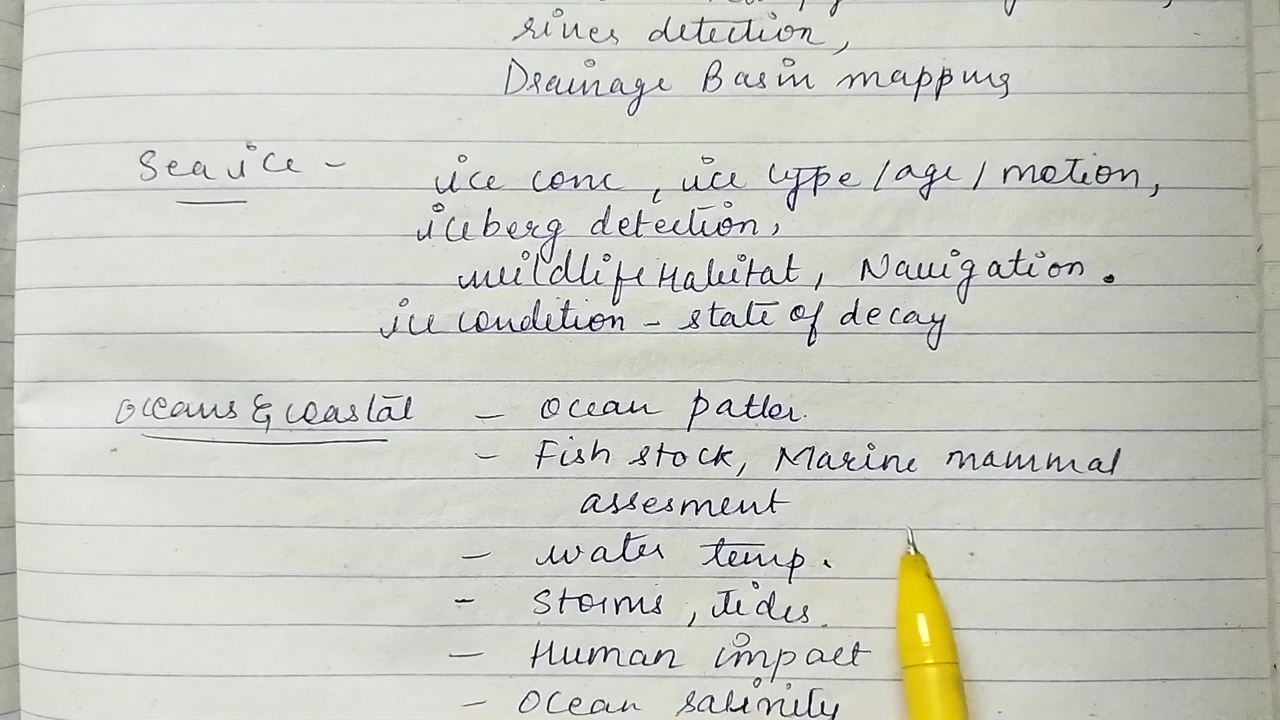 rives detection,
Drainage Basin mapping
Sea ice - ice conc, ice type/age/motion,
iceberg detection,
wildlife Habitat, Navigation.
ice condition - state of decay
oceans & coastal - ocean patter.
- Fish stock, Marine mammal
assesment
- water temp.
- Storms, Tides.
- Human impact
- ocean salinity